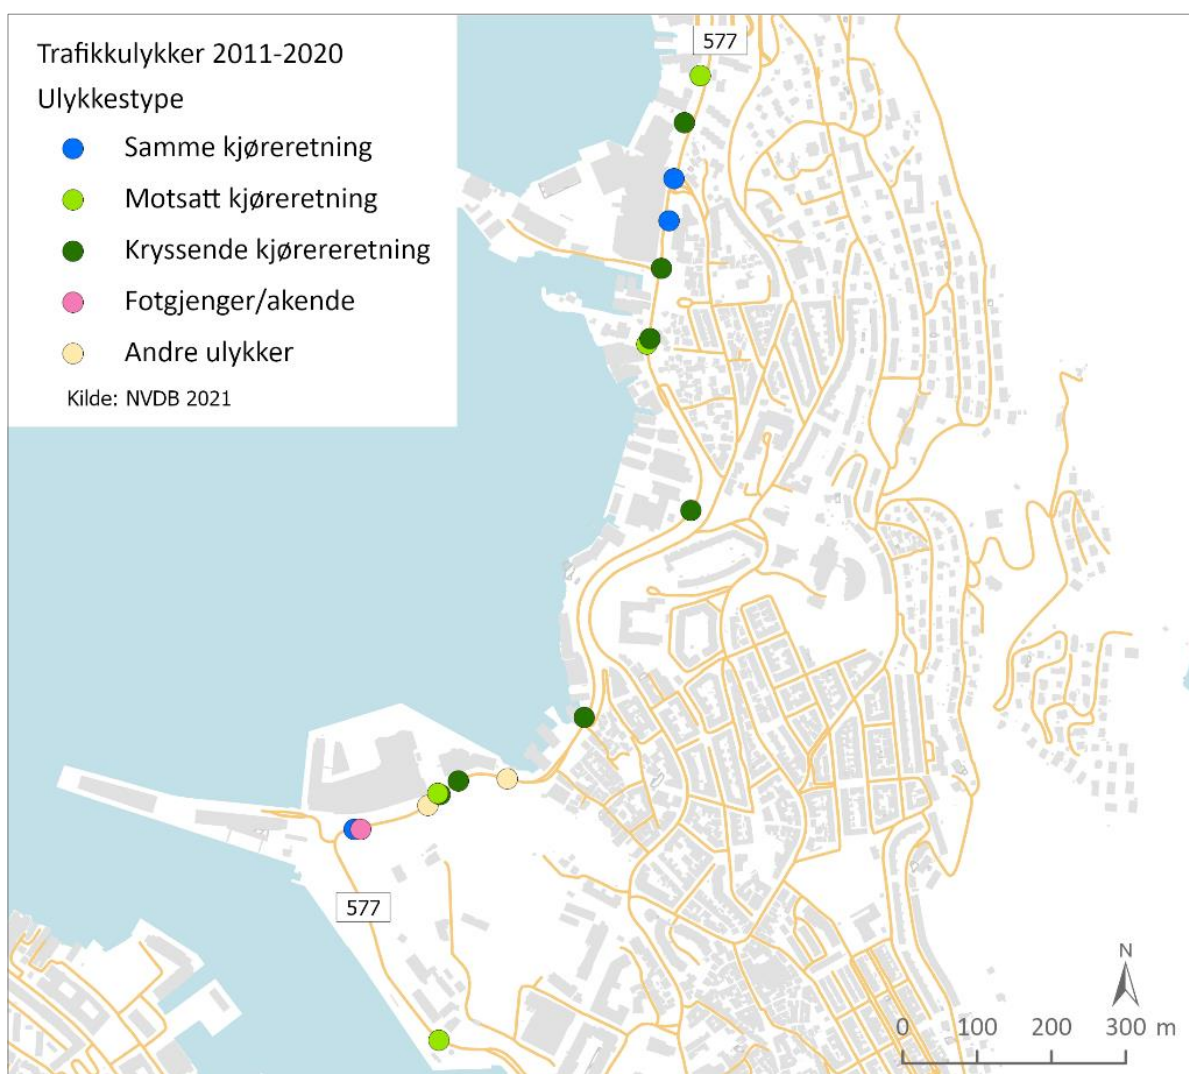 Trafikkulykker 2011-2020
Ulykkestype
Samme kjøreretning
Motsatt kjøreretning
Kryssende kjørereretning
Fotgjenger/akende
Andre ulykker
Kilde: NVDB 2021
577
577
N
0 100 200 300 m